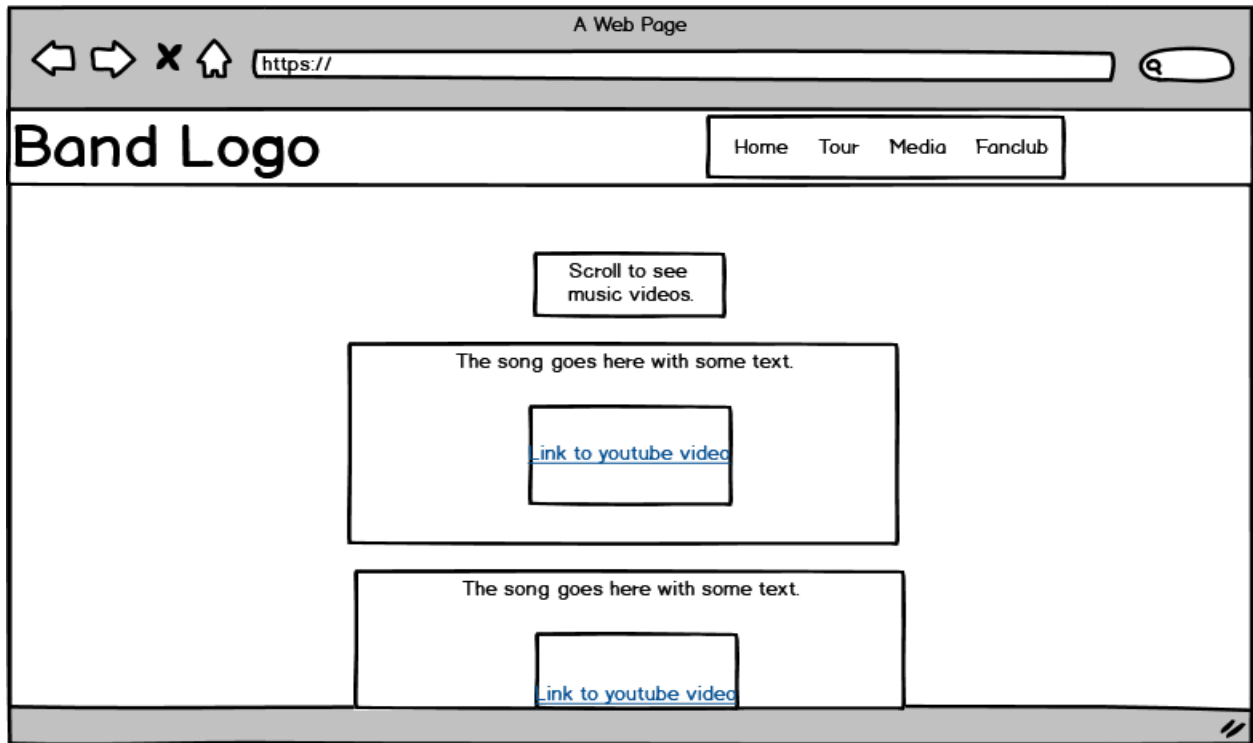 A Web Page
https://
Band Logo
Home Tour Media Fanclub
Scroll to see
music videos.
The song goes here with some text.
Link to youtube video
The song goes here with some text.
Link to youtube video